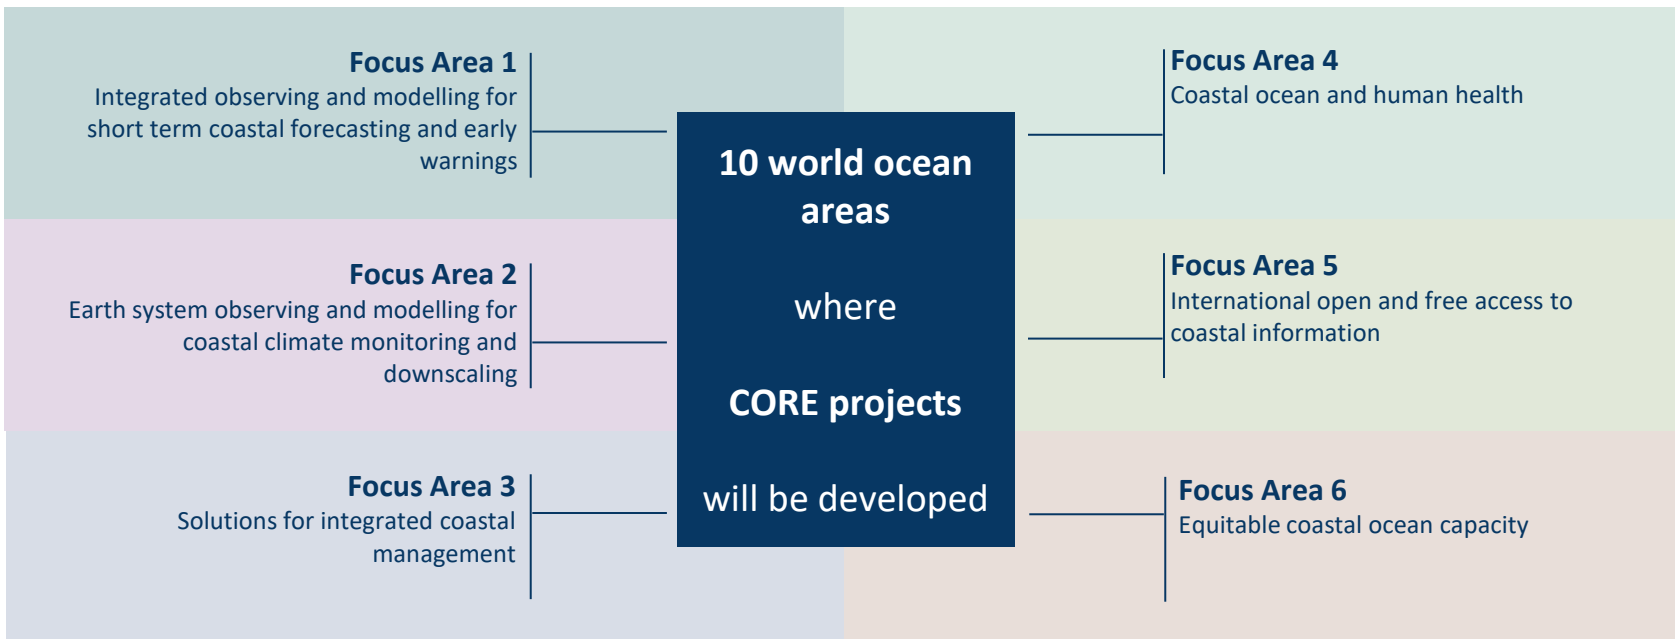 Focus Area 1
Integrated observing and modelling for
short term coastal forecasting and early
warnings
Focus Area 2
Earth system observing and modelling for
coastal climate monitoring and
downscaling
Focus Area 3
Solutions for integrated coastal
management
10 world ocean
areas
where
CORE projects
will be developed
Focus Area 4
Coastal ocean and human health
Focus Area 5
International open and free access to
coastal information
Focus Area 6
Equitable coastal ocean capacity